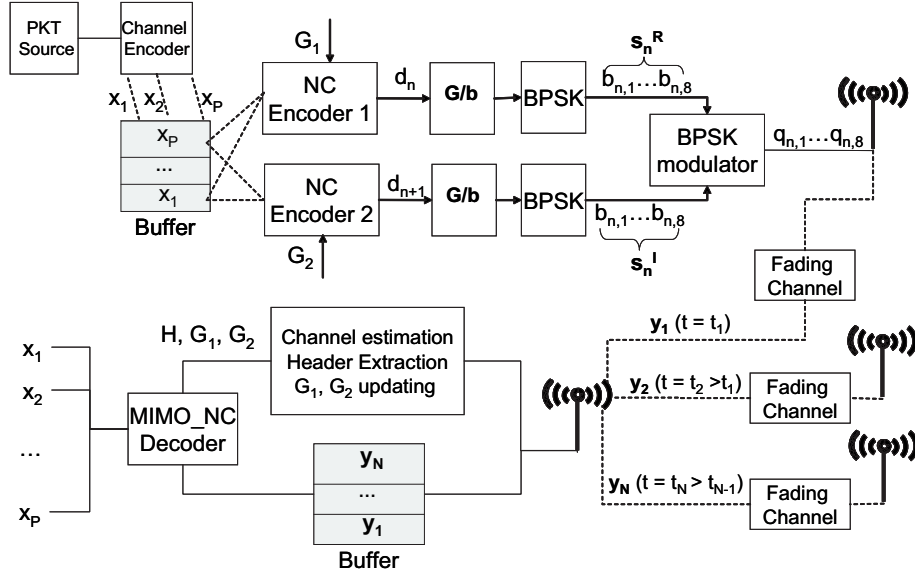 PKT
Source
Channel
Encoder
x1 x2 xP
xP
...
x1
Buffer
G1
NC
Encoder 1
dn
G/b
BPSK
snR
bn,1...bn,8
NC
Encoder 2
G2
dn+1
G/b
BPSK
bn,1...bn,8
snI
BPSK
modulator
qn,1...qn,8
Fading
Channel
y1 (t = t1)
y2 (t = t2 >t1)
Fading
Channel
yN (t = tN > tN-1)
Fading
Channel
H, G1, G2
Channel estimation
Header Extraction
G1, G2 updating
x1
x2
...
xP
MIMO_NC
Decoder
yN
...
y1
Buffer